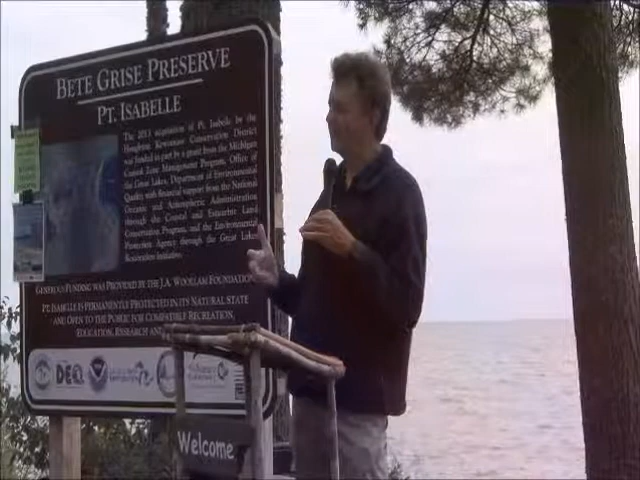 BETE GRISE PRESERVE
PT. ISABELLE
The 2013 acquisition of Pt. Isabelle by the
Houghton Keweenaw Conservation District
was funded in part by a grant from the Michigan
Coastal Zone Management Program, Office of
the Great Lakes, Department of Environmental
Quality with financial support from the National
Oceanic and Atmospheric Administration
through the Coastal and Estuarine Land
Conservation Program, and the Environmental
Protection Agency through the Great Lakes
Restoration Initiative.
GENEROUS FUNDING WAS PROVIDED BY THE J.A. WOOLLAM FOUNDATION
PT. ISABELLE IS PERMANENTLY PROTECTED IN ITS NATURAL STATE
AND OPEN TO THE PUBLIC FOR COMPATIBLE RECREATION,
EDUCATION, RESEARCH AND
DEQ
Welcome